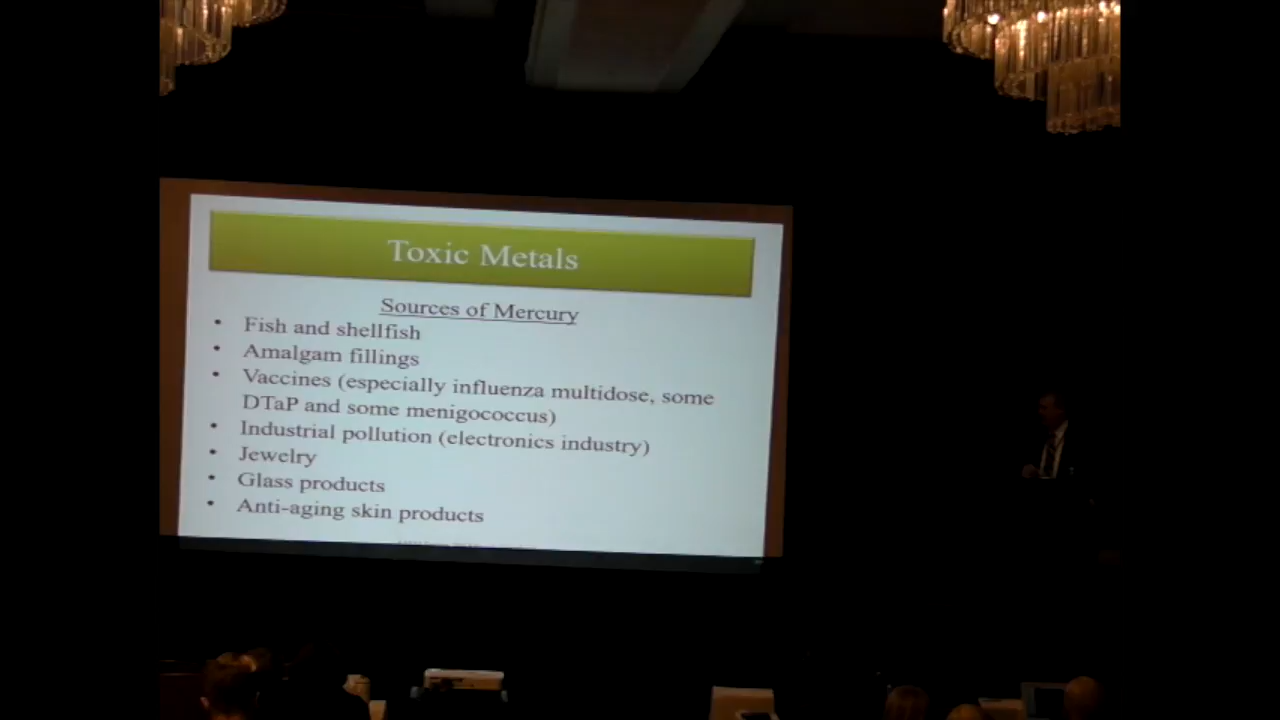 Toxic Metals
Sources of Mercury
• Fish and shellfish
• Amalgam fillings
• Vaccines (especially influenza multidose, some
DTaP and some menigococcus)
• Industrial pollution (electronics industry)
• Jewelry
• Glass products
• Anti-aging skin products